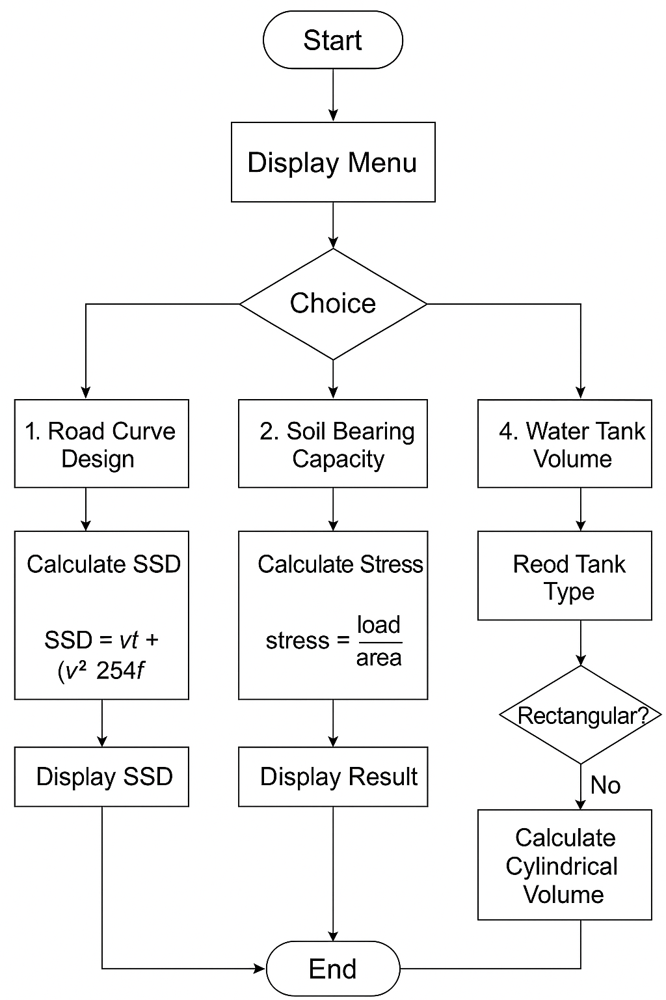 Start
Display Menu
Choice
1. Road Curve
Design
2. Soil Bearing
Capacity
4. Water Tank
Volume
Calculate SSD
SSD = vt +
(v² 254f
Calculate Stress
stress = load
area
Reod Tank
Type
Rectangular?
No
Display SSD
Display Result
Calculate
Cylindrical
Volume
End